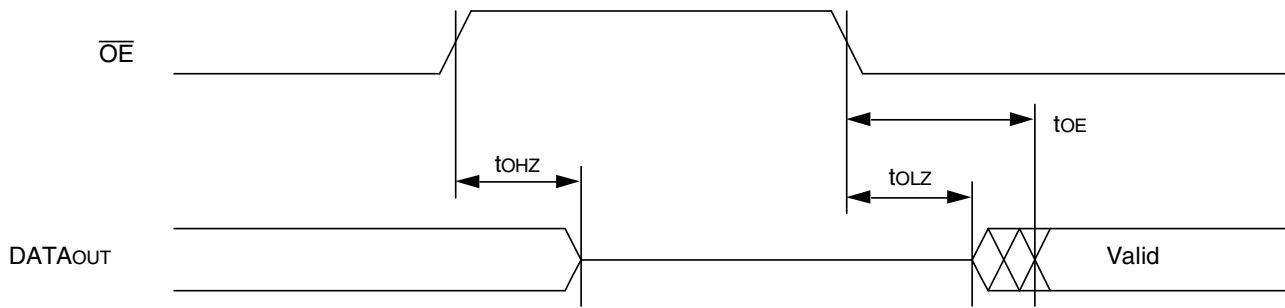 OE
tOE
tOHZ
tOLZ
DATAOUT
Valid